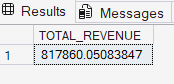 Results Messages
TOTAL_REVENUE
1 817860.05083847